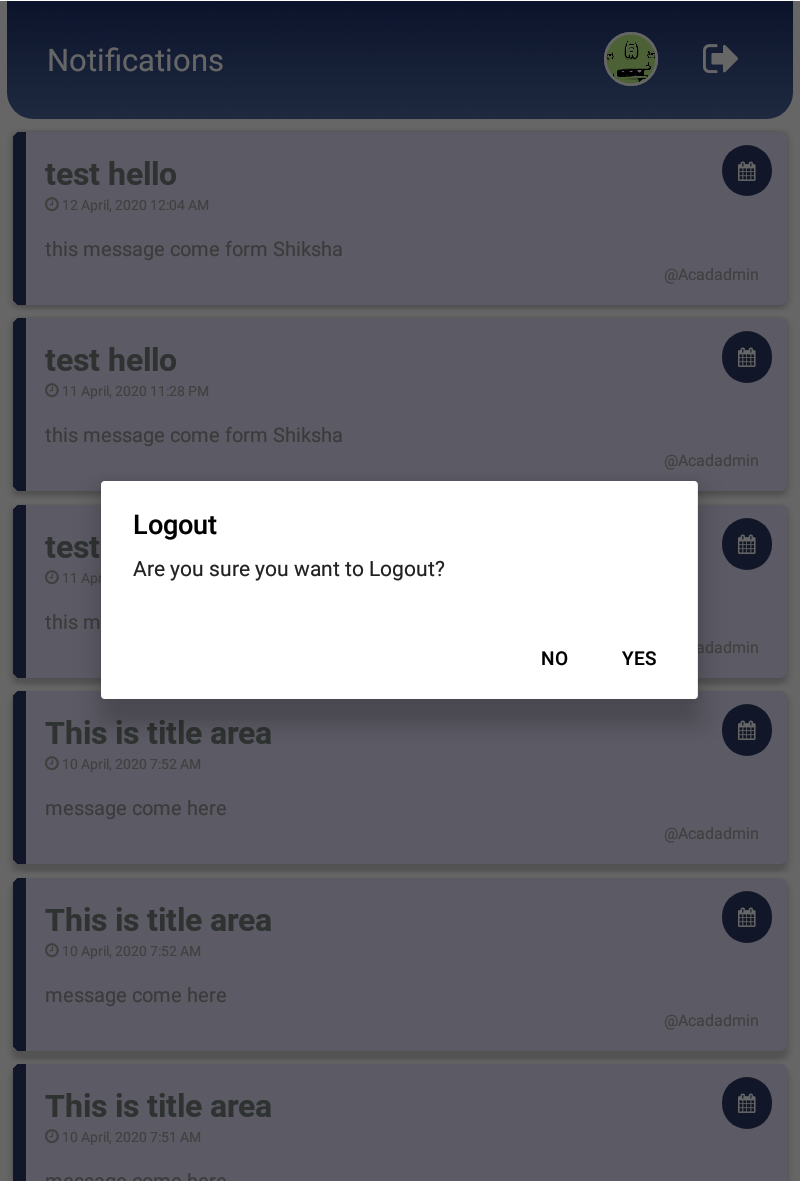 Notifications
test hello
12 April, 2020 12:04 AM
this message come form Shiksha
@Acadadmin
test hello
11 April, 2020 11:28 PM
this message come form Shiksha
@Acadadmin
test
11
this
Logout
Are you sure you want to Logout?
NO YES
This is title area
10 April, 2020 7:52 AM
message come here
@Acadadmin
This is title area
10 April, 2020 7:52 AM
message come here
@Acadadmin
This is title area
10 April, 2020 7:51 AM
message come here